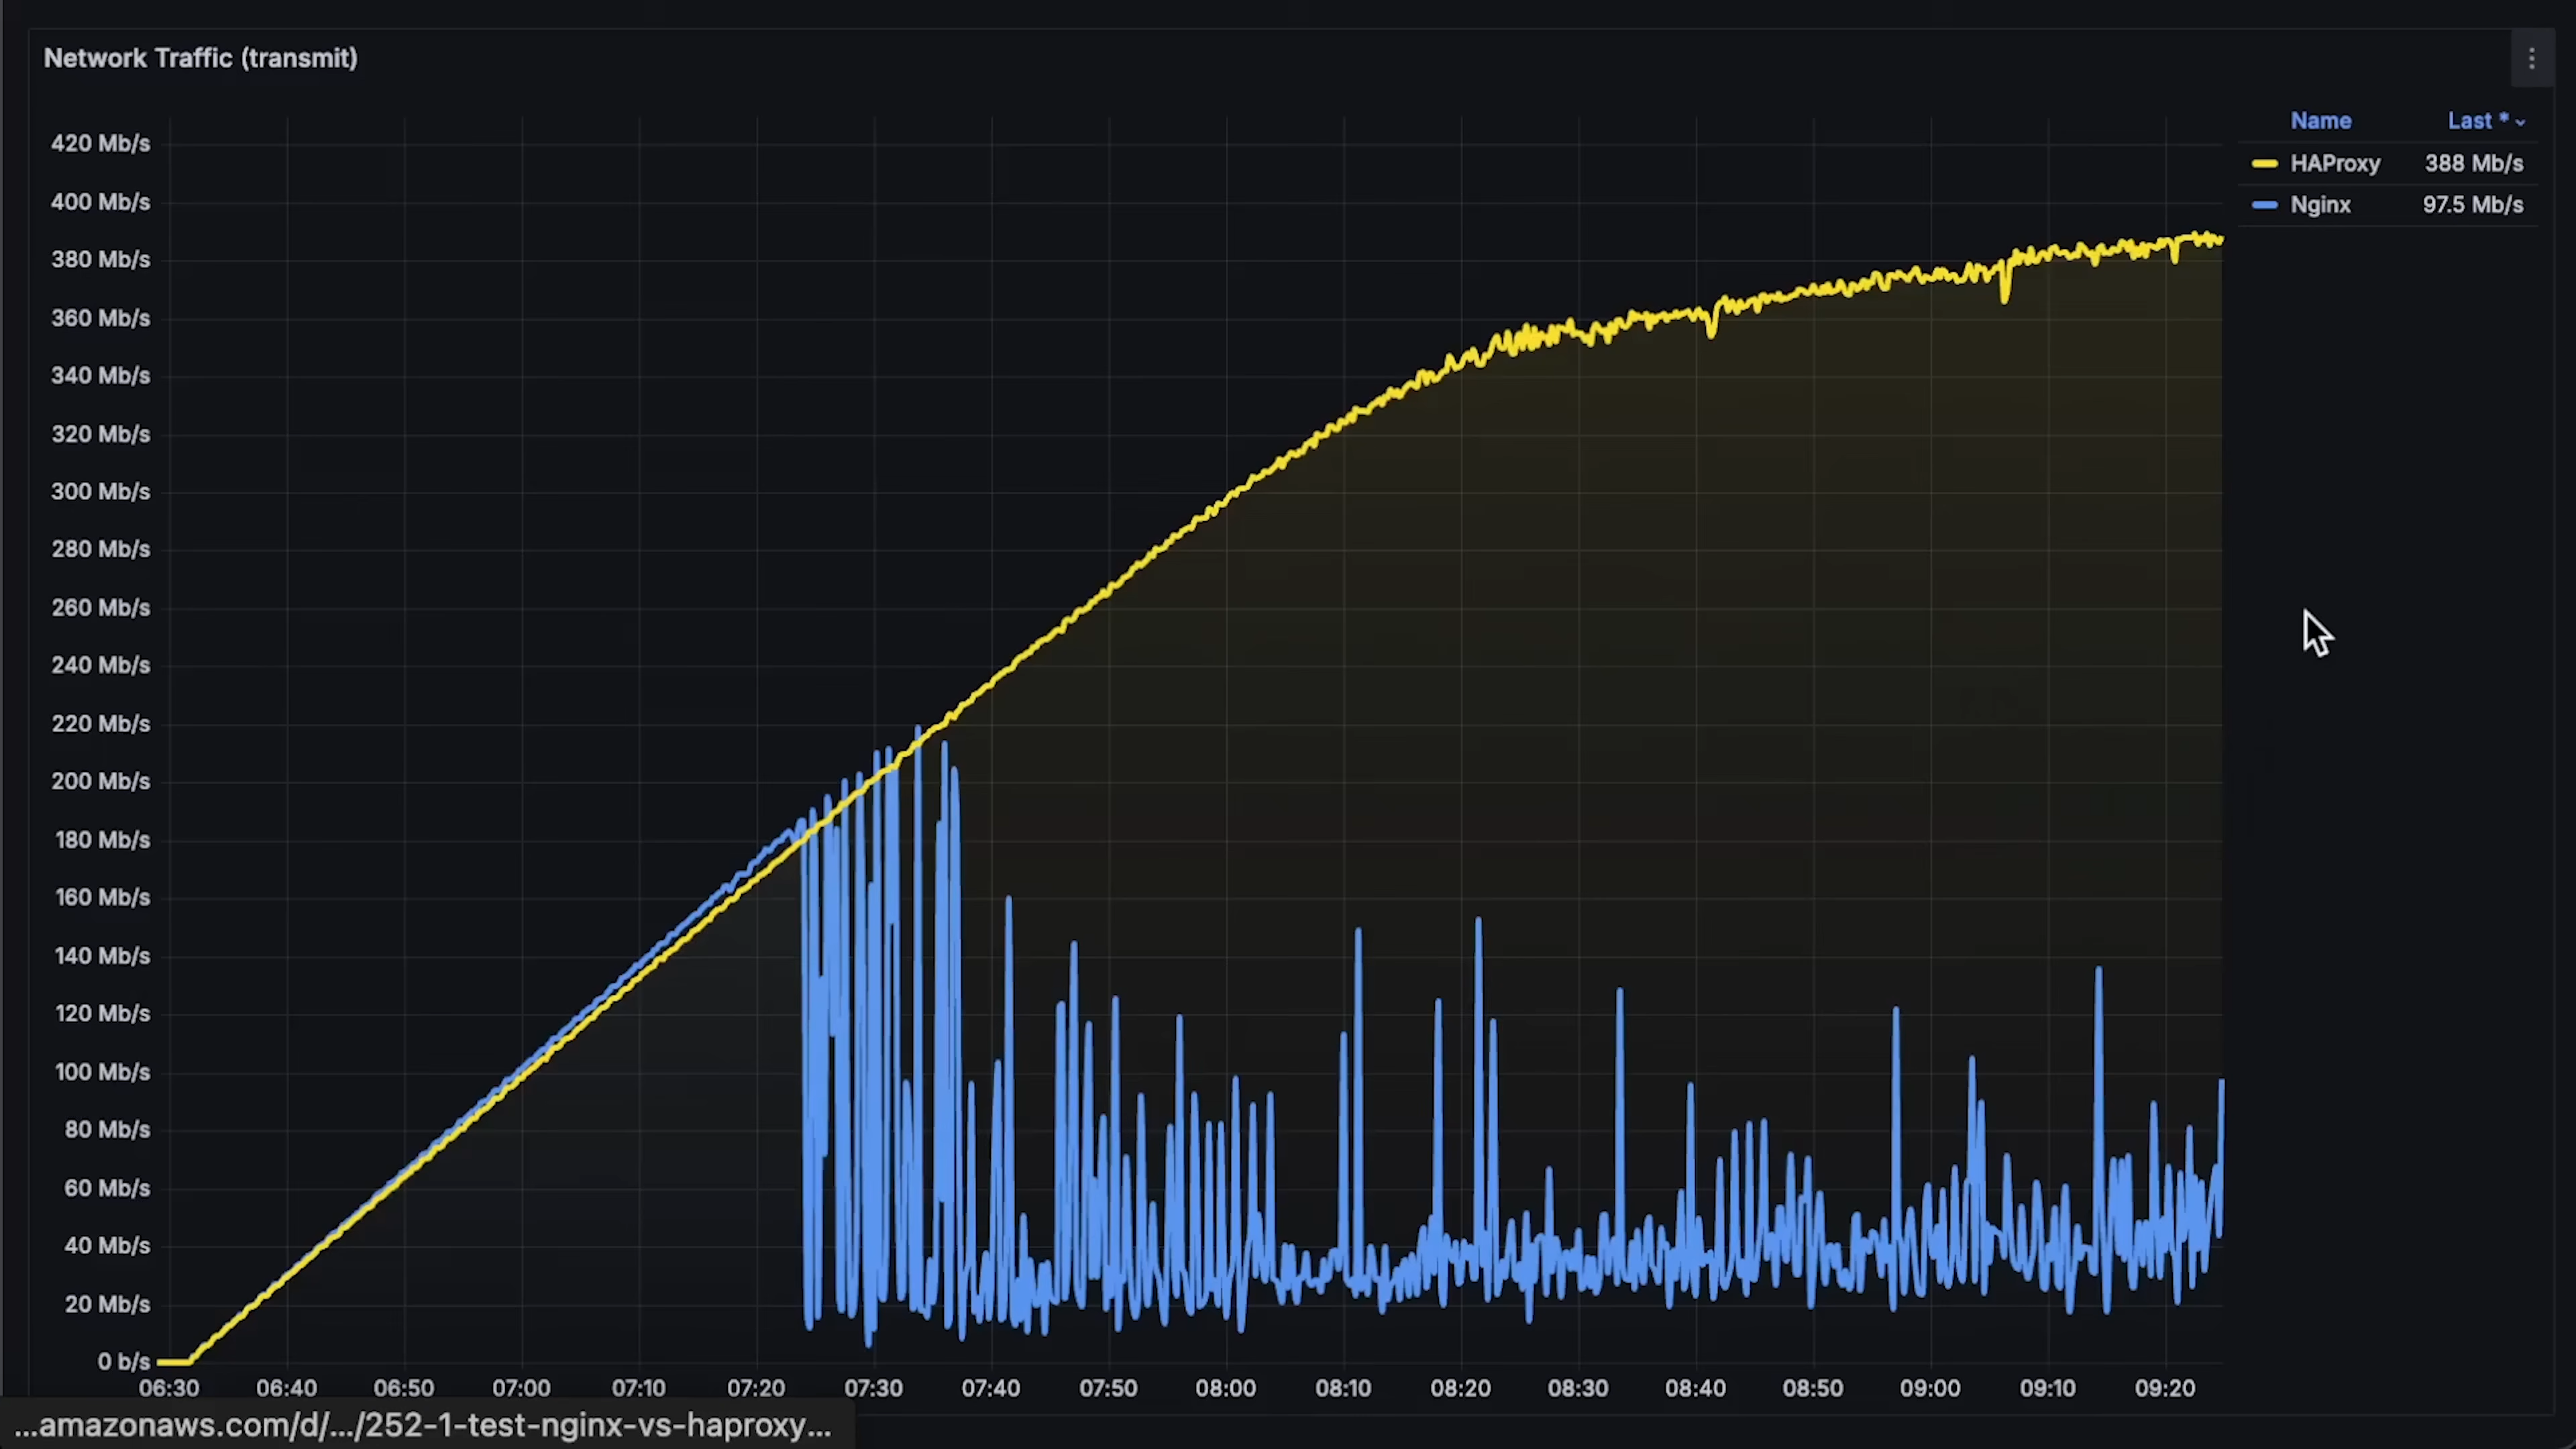 Network Traffic (transmit)
Name Last *
HAProxy 388 Mb/s
Nginx 97.5 Mb/s
420 Mb/s
400 Mb/s
380 Mb/s
360 Mb/s
340 Mb/s
320 Mb/s
300 Mb/s
280 Mb/s
260 Mb/s
240 Mb/s
220 Mb/s
200 Mb/s
180 Mb/s
160 Mb/s
140 Mb/s
120 Mb/s
100 Mb/s
80 Mb/s
60 Mb/s
40 Mb/s
20 Mb/s
0 b/s
06:30 06:40 06:50 07:00 07:10 07:20 07:30 07:40 07:50 08:00 08:10 08:20 08:30 08:40 08:50 09:00 09:10 09:20
...amazonaws.com/d/.../252-1-test-nginx-vs-haproxy...